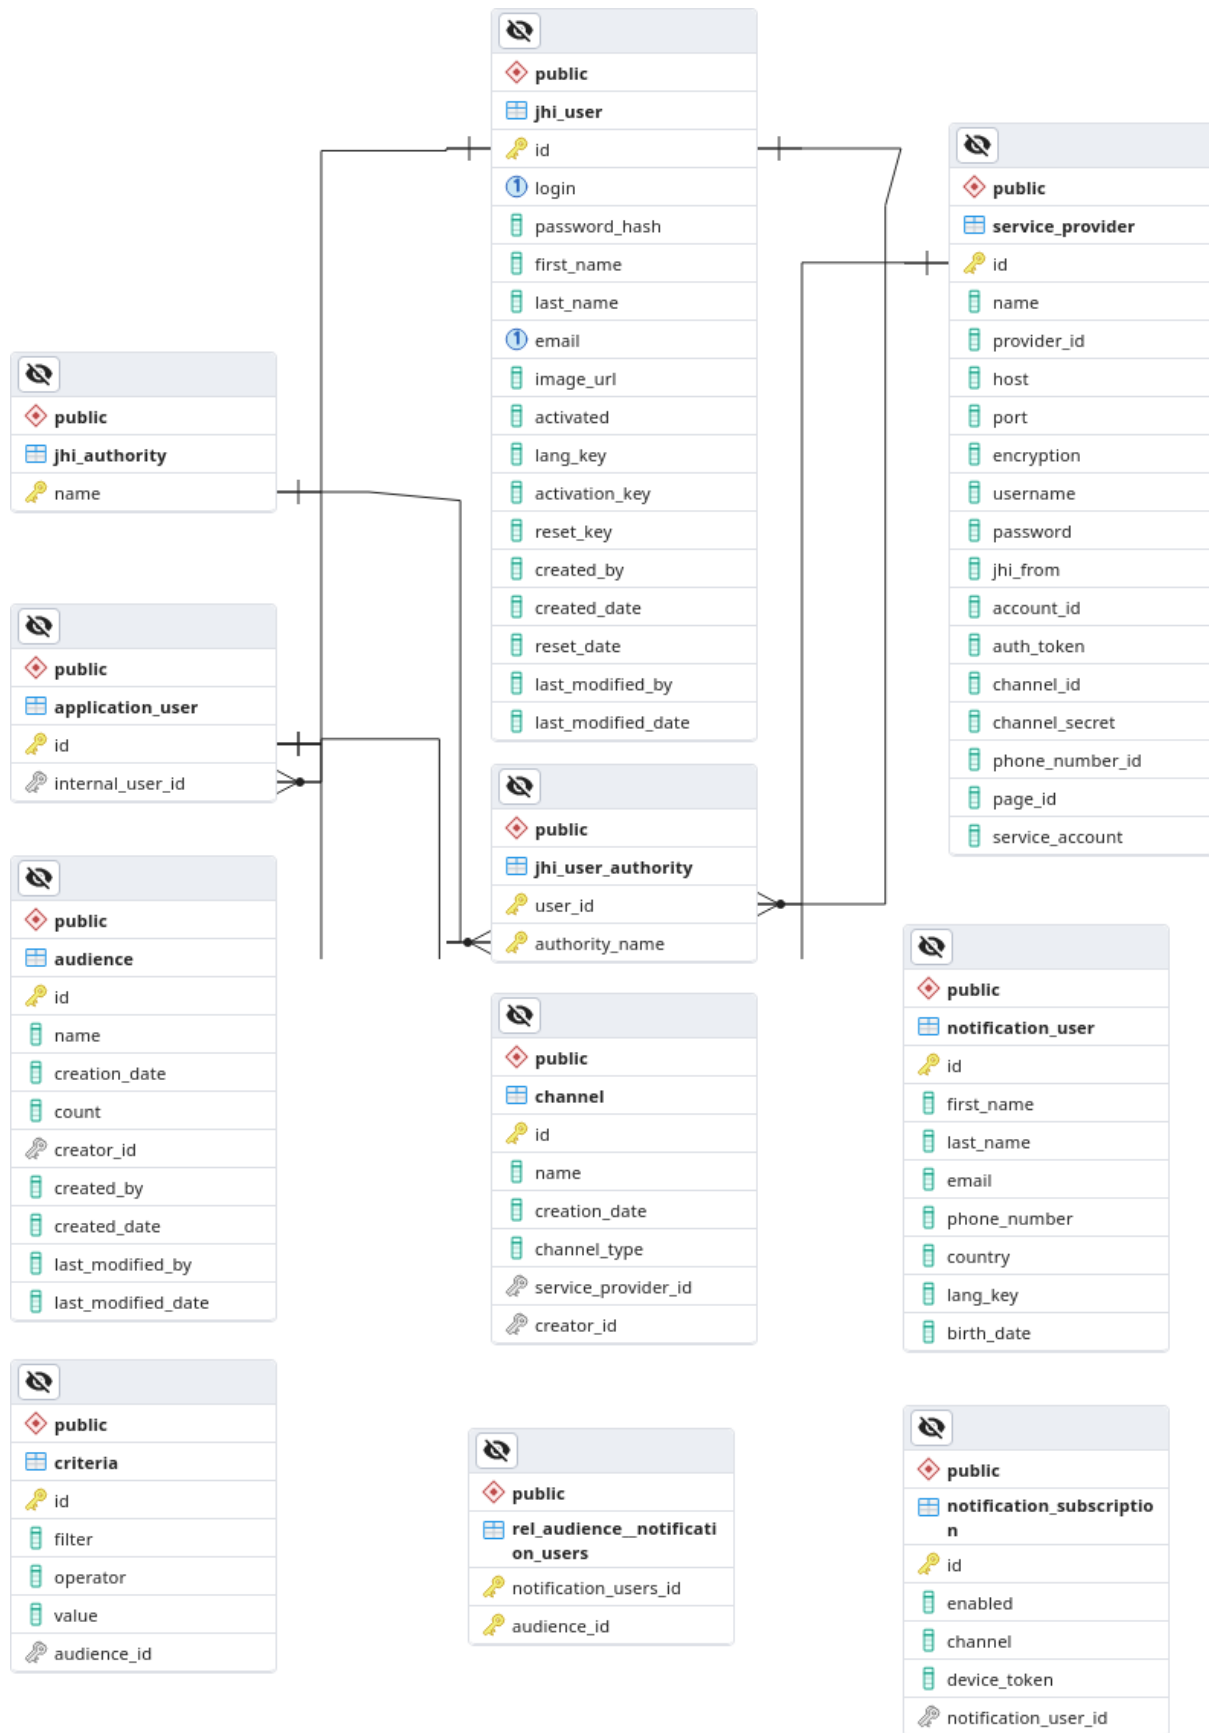 public
jhi_user
id
login
password_hash
first_name
last_name
email
image_url
activated
lang_key
activation_key
reset_key
created_by
created_date
reset_date
last_modified_by
last_modified_date
public
service_provider
id
name
provider_id
host
port
encryption
username
password
jhi_from
account_id
auth_token
channel_id
channel_secret
phone_number_id
page_id
service_account
public
jhi_authority
name
public
application_user
id
internal_user_id
public
jhi_user_authority
user_id
authority_name
public
audience
id
name
creation_date
count
creator_id
created_by
created_date
last_modified_by
last_modified_date
public
channel
id
name
creation_date
channel_type
service_provider_id
creator_id
public
notification_user
id
first_name
last_name
email
phone_number
country
lang_key
birth_date
public
criteria
id
filter
operator
value
audience_id
public
rel_audience__notificati
on_users
notification_users_id
audience_id
public
notification_subscriptio
n
id
enabled
channel
device_token
notification_user_id